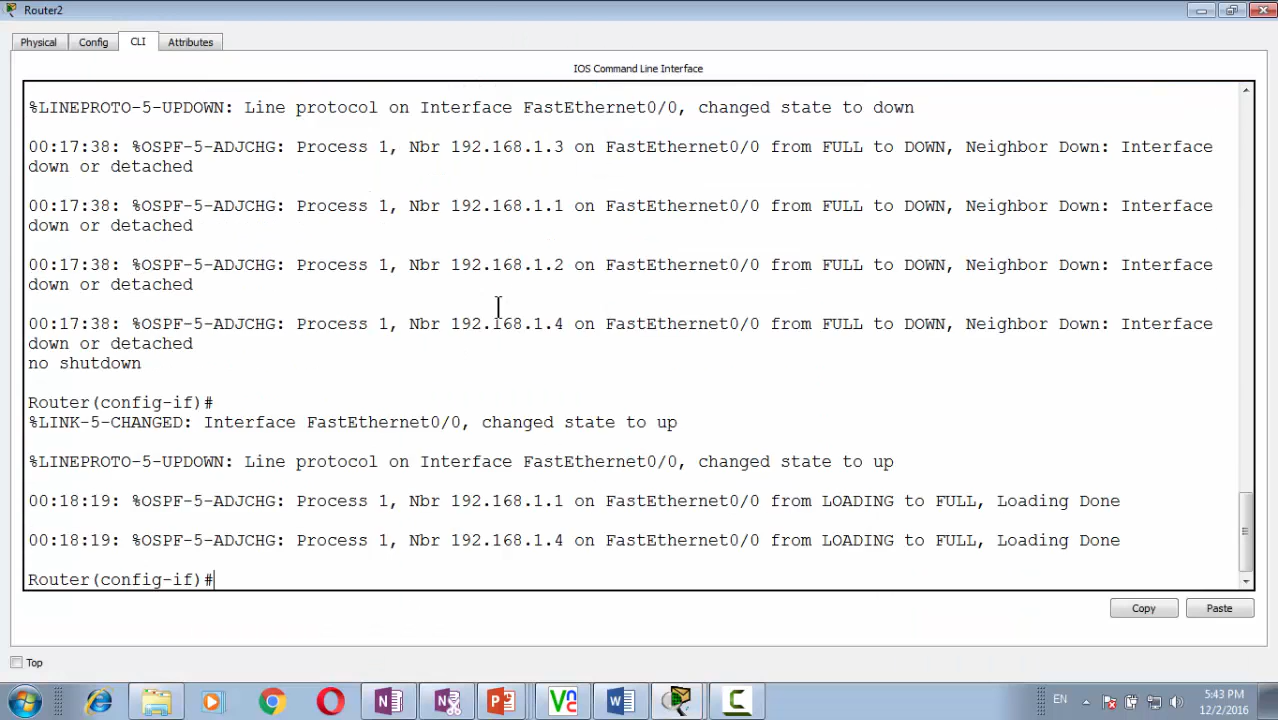 Router2
Physical Config CLI Attributes
IOS Command Line Interface
%LINEPROTO-5-UPDOWN: Line protocol on Interface FastEthernet0/0, changed state to down
00:17:38: %OSPF-5-ADJCHG: Process 1, Nbr 192.168.1.3 on FastEthernet0/0 from FULL to DOWN, Neighbor Down: Interface
down or detached
00:17:38: %OSPF-5-ADJCHG: Process 1, Nbr 192.168.1.1 on FastEthernet0/0 from FULL to DOWN, Neighbor Down: Interface
down or detached
00:17:38: %OSPF-5-ADJCHG: Process 1, Nbr 192.168.1.2 on FastEthernet0/0 from FULL to DOWN, Neighbor Down: Interface
down or detached
00:17:38: %OSPF-5-ADJCHG: Process 1, Nbr 192.168.1.4 on FastEthernet0/0 from FULL to DOWN, Neighbor Down: Interface
down or detached
no shutdown
Router(config-if)#
%LINK-5-CHANGED: Interface FastEthernet0/0, changed state to up
%LINEPROTO-5-UPDOWN: Line protocol on Interface FastEthernet0/0, changed state to up
00:18:19: %OSPF-5-ADJCHG: Process 1, Nbr 192.168.1.1 on FastEthernet0/0 from LOADING to FULL, Loading Done
00:18:19: %OSPF-5-ADJCHG: Process 1, Nbr 192.168.1.4 on FastEthernet0/0 from LOADING to FULL, Loading Done
Router(config-if)#
Copy Paste
Top
EN
5:43 PM
12/2/2016